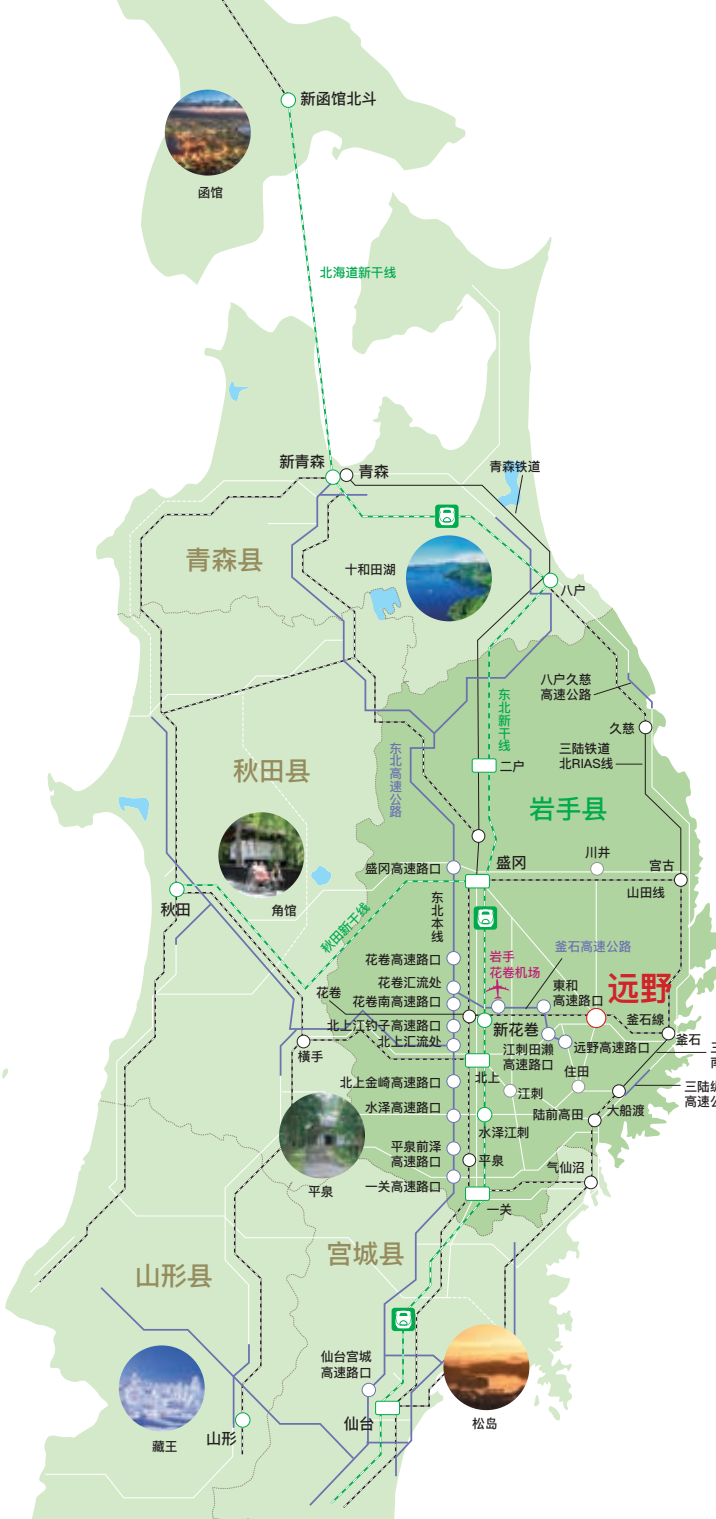 新函馆北斗
函馆
北海道新干线
新青森
青森
青森铁道
青森县
十和田湖
八户
八户久慈
高速公路
东北新干线
久慈
三陆铁道
北RIAS线
二户
东北高速公路
秋田县
岩手县
盛冈
川井
宫古
盛冈高速路口
山田线
东北本线
秋田
角馆
秋田新干线
釜石高速公路
岩手
花卷机场
花卷高速路口
花卷汇流处
花卷
花卷南高速路口
東和
高速路口
远野
釜石線
北上江钓子高速路口
新花卷
北上汇流处
横手
江刺田濑
高速路口
远野高速路口
釜石
三
南
住田
北上
北上金崎高速路口
江刺
三陆纵
高速公
大船渡
陆前高田
水泽高速路口
水泽江刺
平泉前泽
高速路口
平泉
气仙沼
一关高速路口
平泉
一关
宫城县
山形县
仙台宫城
高速路口
仙台
松岛
山形
藏王